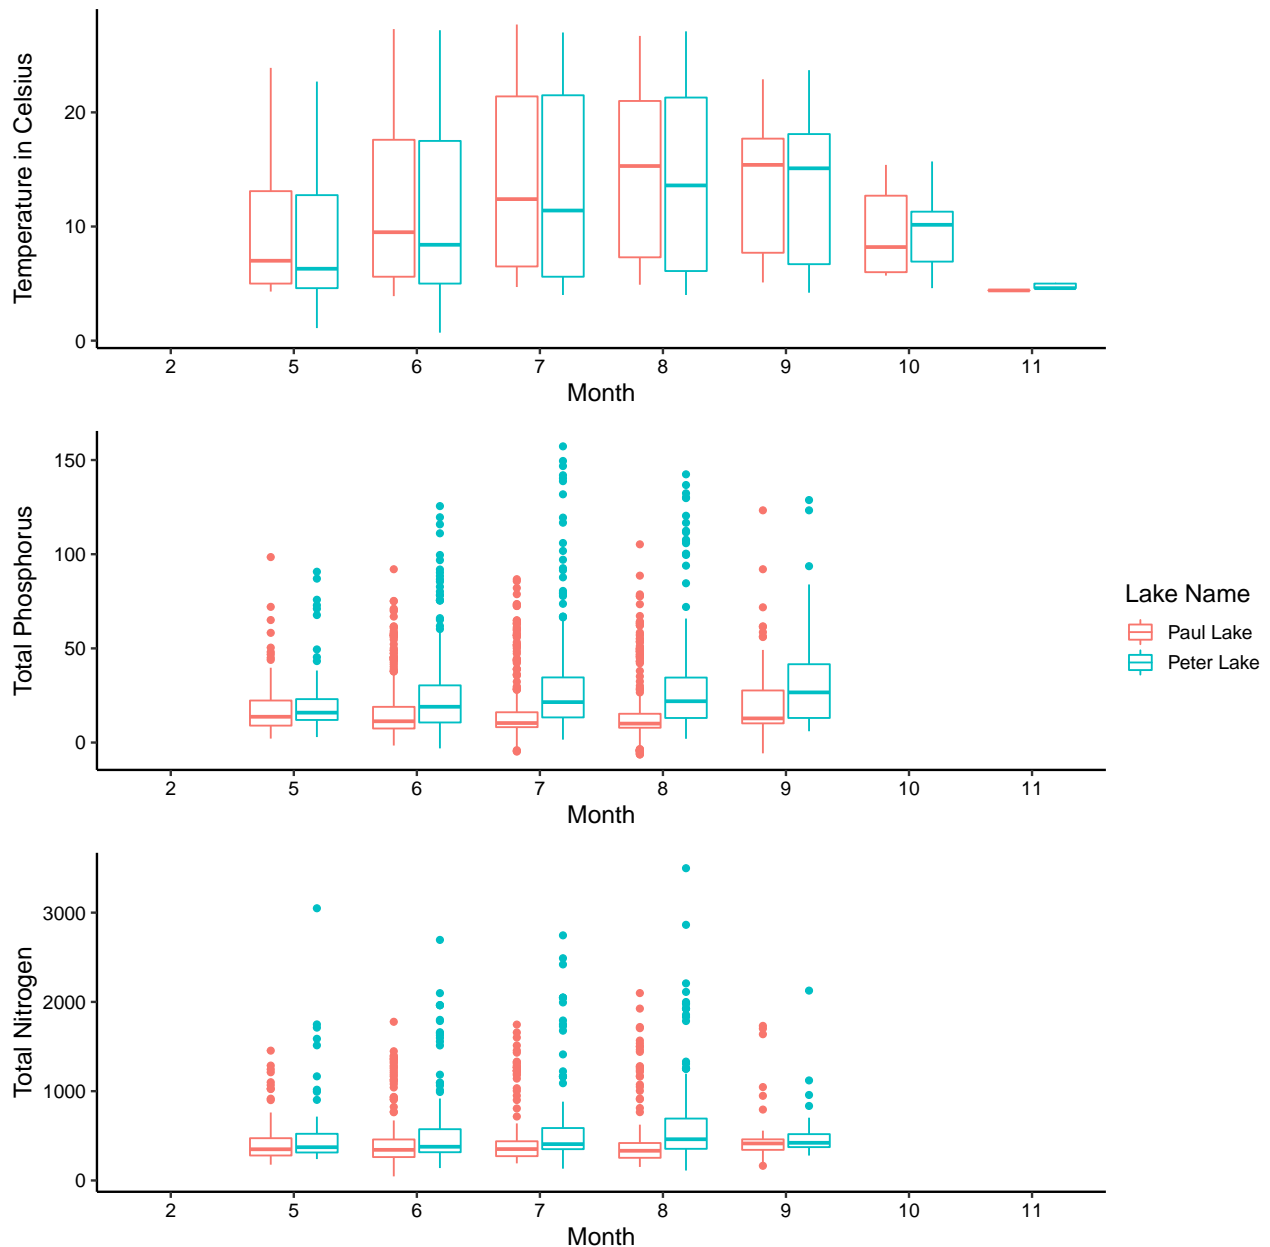 Temperature in Celsius
20
10
0
2 5 6 7 8 9 10 11
Month
Total Phosphorus
150
100
50
0
2 5 6 7 8 9 10 11
Month
Lake Name
Paul Lake
Peter Lake
Total Nitrogen
3000
2000
1000
0
2 5 6 7 8 9 10 11
Month